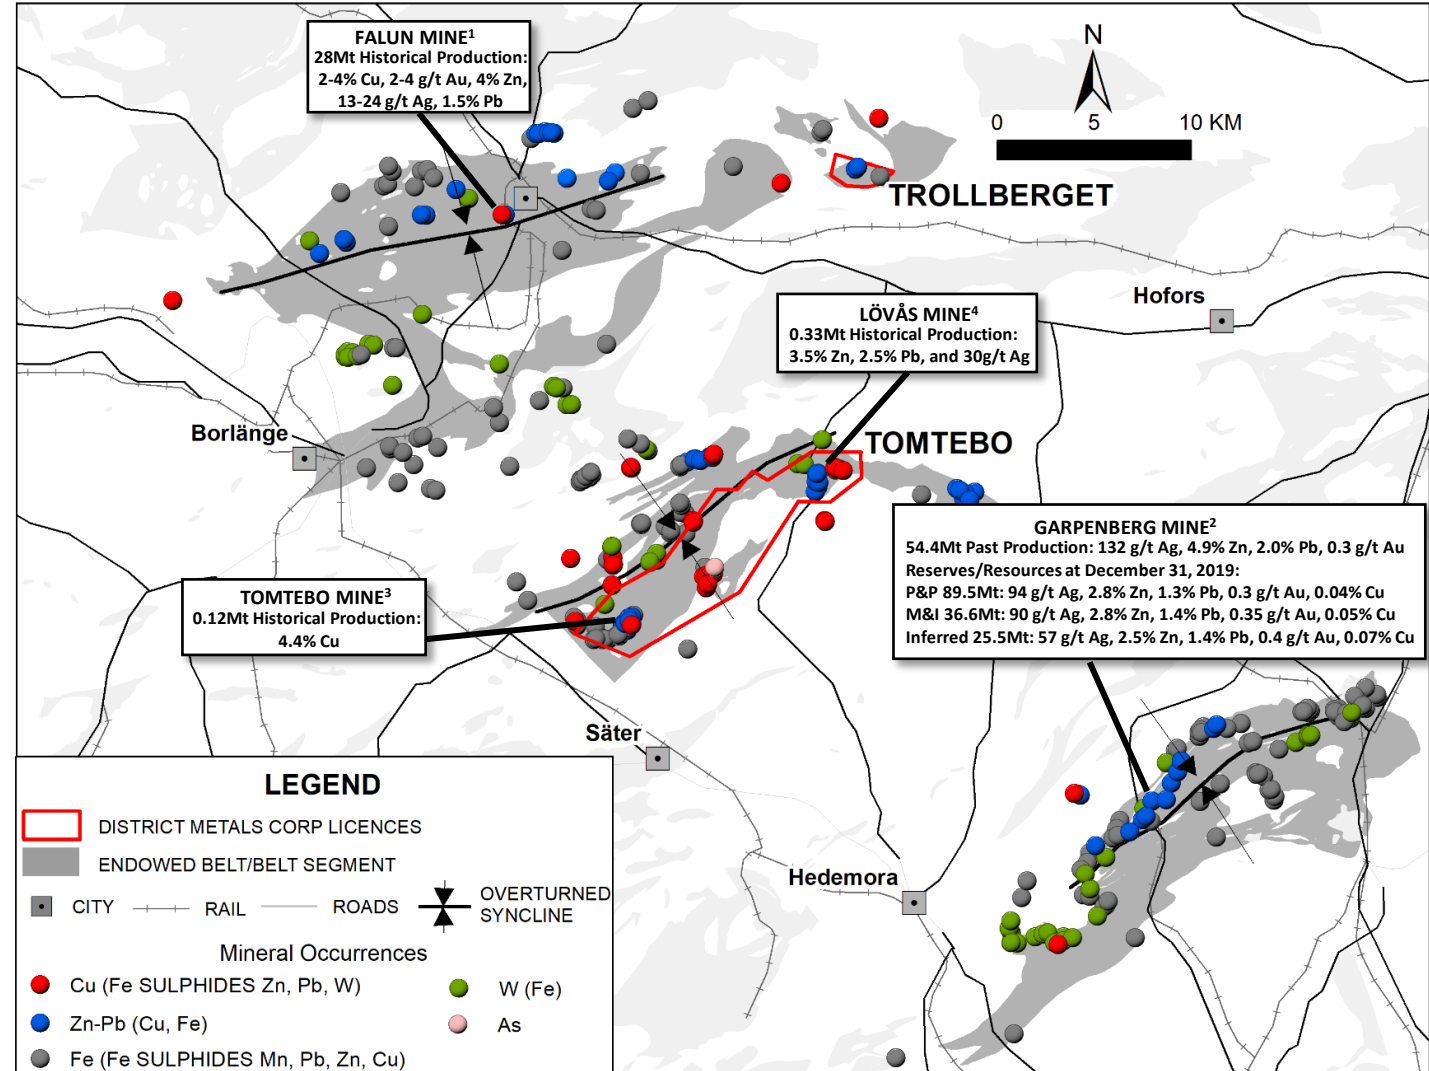 FALUN MINE¹
28Mt Historical Production:
2-4% Cu, 2-4 g/t Au, 4% Zn,
13-24 g/t Ag, 1.5% Pb
N
0 5 10 KM
TROLLBERGET
Hofors
LÖVÅS MINE⁴
0.33Mt Historical Production:
3.5% Zn, 2.5% Pb, and 30g/t Ag
Borlänge
TOMTEBO
GARPENBERG MINE²
54.4Mt Past Production: 132 g/t Ag, 4.9% Zn, 2.0% Pb, 0.3 g/t Au
Reserves/Resources at December 31, 2019:
P&P 89.5Mt: 94 g/t Ag, 2.8% Zn, 1.3% Pb, 0.3 g/t Au, 0.04% Cu
M&I 36.6Mt: 90 g/t Ag, 2.8% Zn, 1.4% Pb, 0.35 g/t Au, 0.05% Cu
Inferred 25.5Mt: 57 g/t Ag, 2.5% Zn, 1.4% Pb, 0.4 g/t Au, 0.07% Cu
TOMTEBO MINE³
0.12Mt Historical Production:
4.4% Cu
Säter
Hedemora
LEGEND
DISTRICT METALS CORP LICENCES
ENDOWED BELT/BELT SEGMENT
CITY RAIL ROADS OVERTURNED
SYNCLINE
Mineral Occurrences
Cu (Fe SULPHIDES Zn, Pb, W)
W (Fe)
Zn-Pb (Cu, Fe)
As
Fe (Fe SULPHIDES Mn, Pb, Zn, Cu)